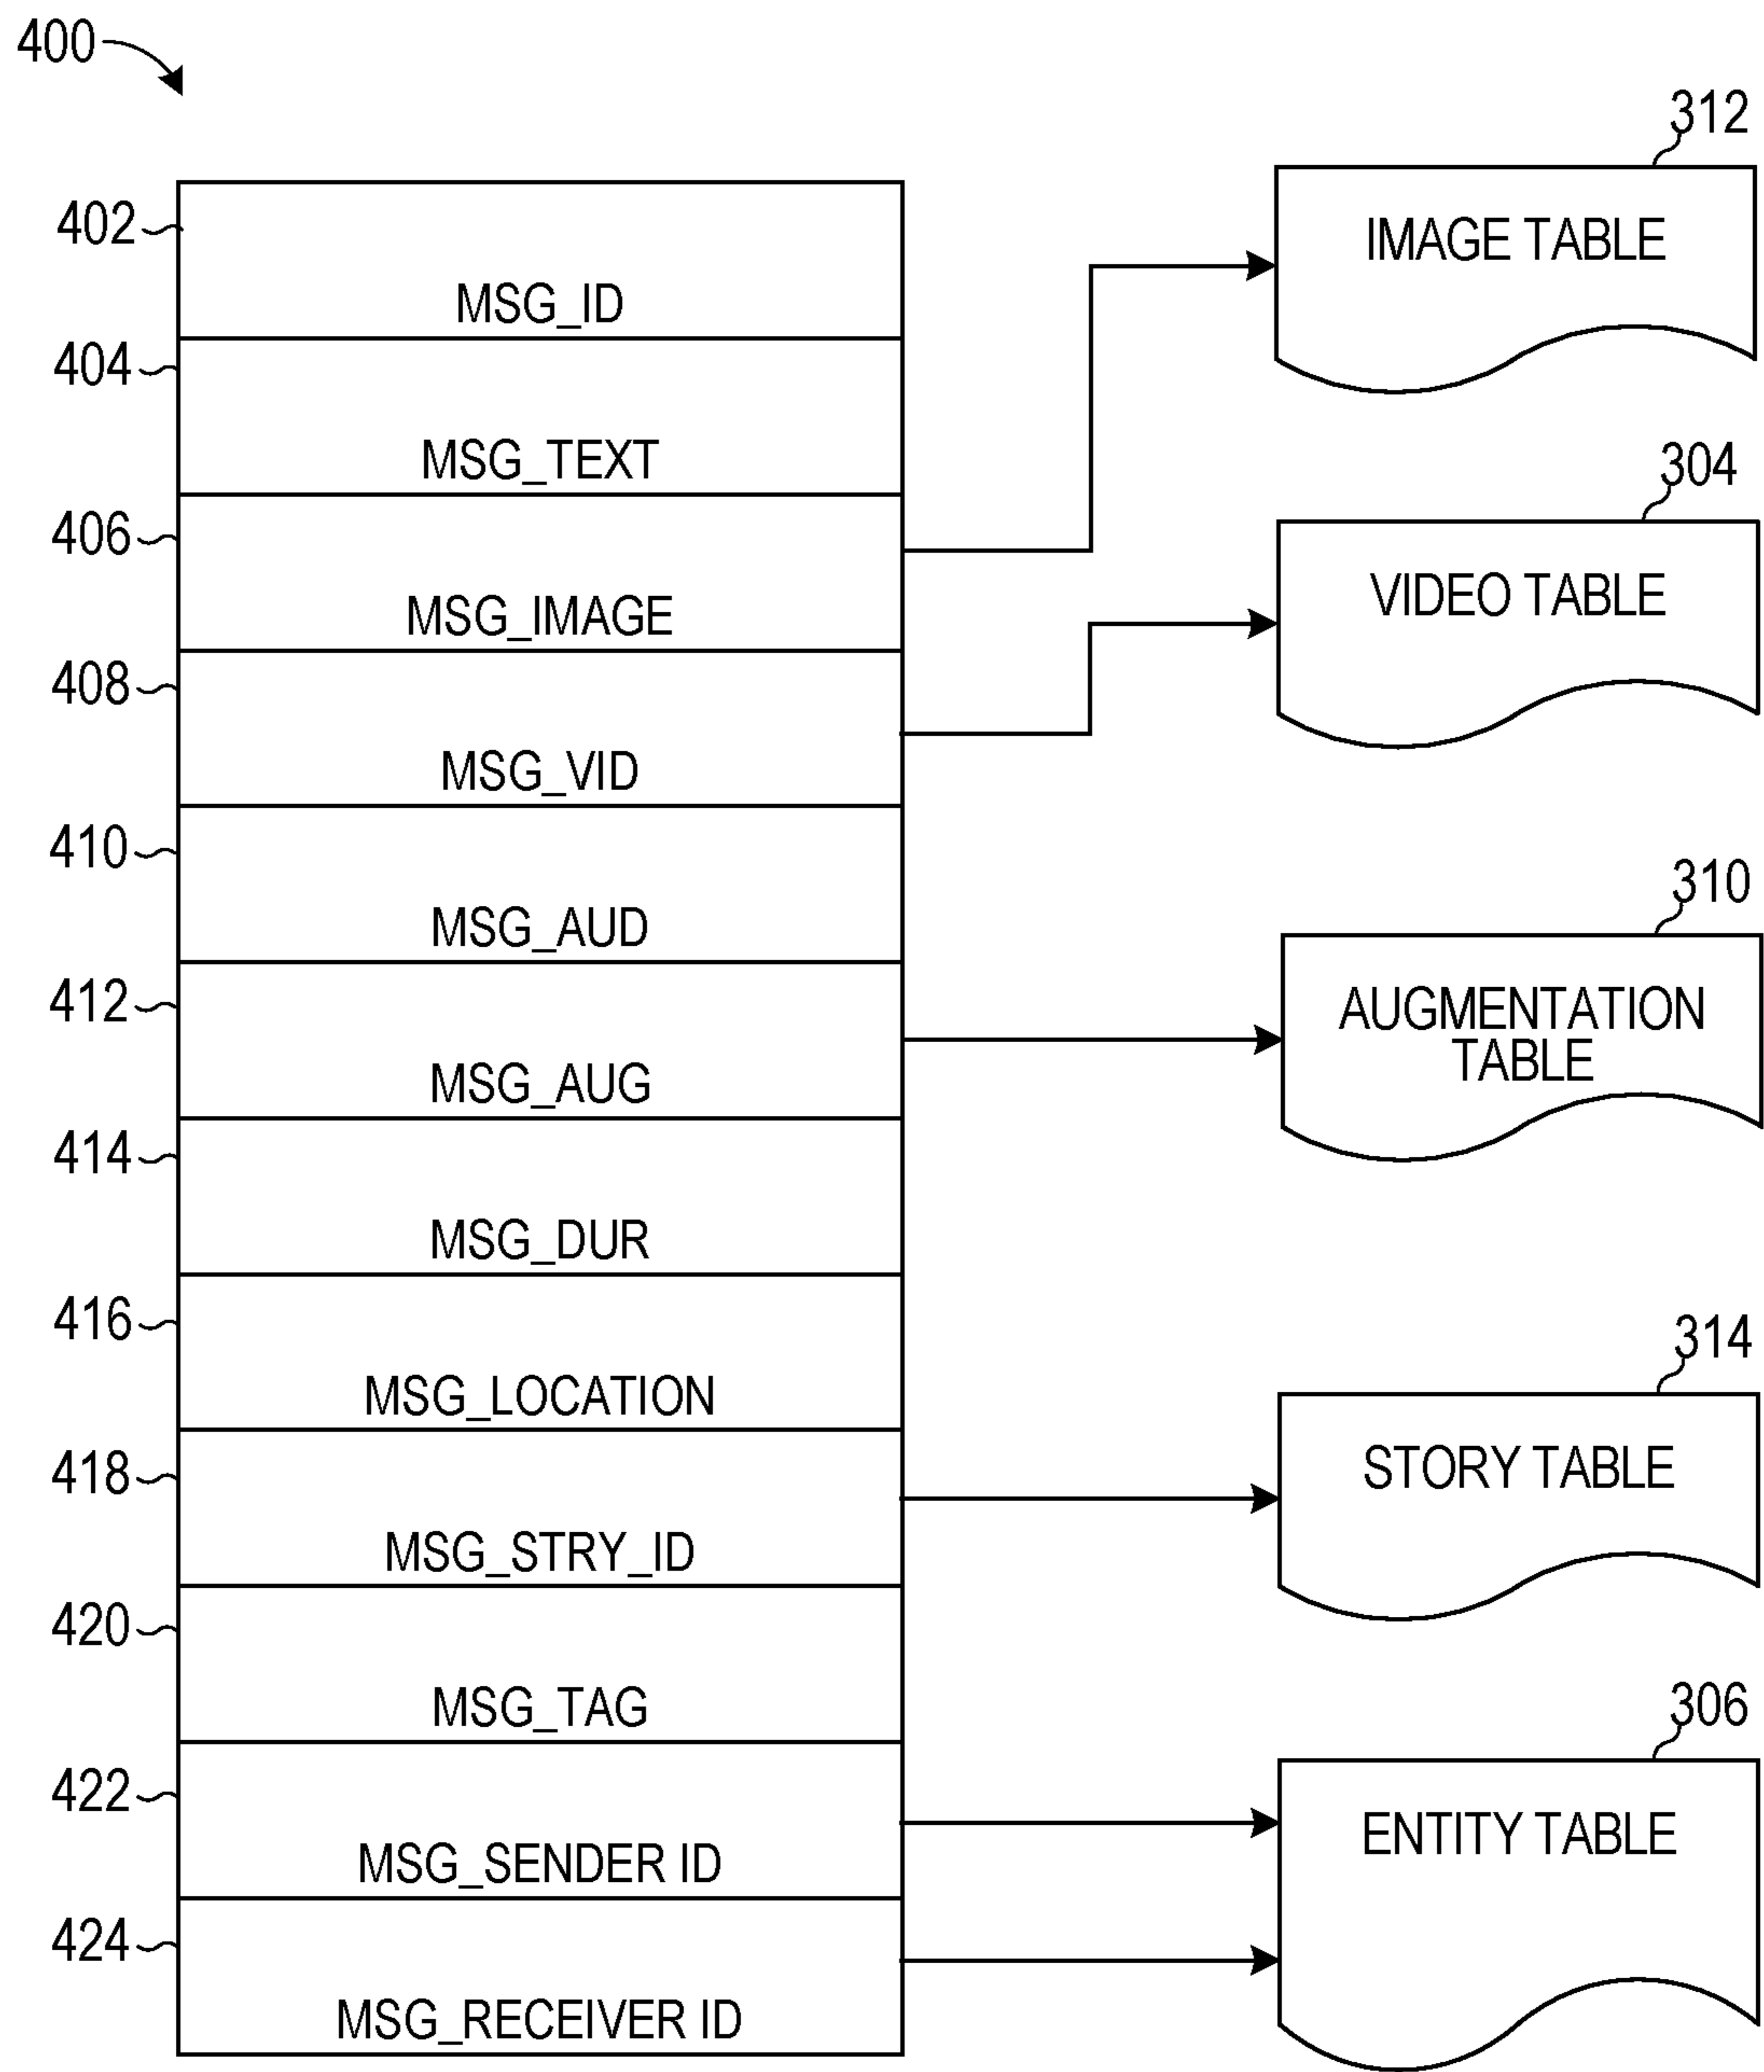 400
312
402
IMAGE TABLE
MSG_ID
404
MSG_TEXT
304
406
VIDEO TABLE
MSG_IMAGE
408
MSG_VID
410
310
MSG_AUD
412
AUGMENTATION
TABLE
MSG_AUG
414
MSG_DUR
416
314
MSG_LOCATION
418
STORY TABLE
MSG_STRY_ID
420
306
MSG_TAG
422
ENTITY TABLE
MSG_SENDER ID
424
MSG_RECEIVER ID